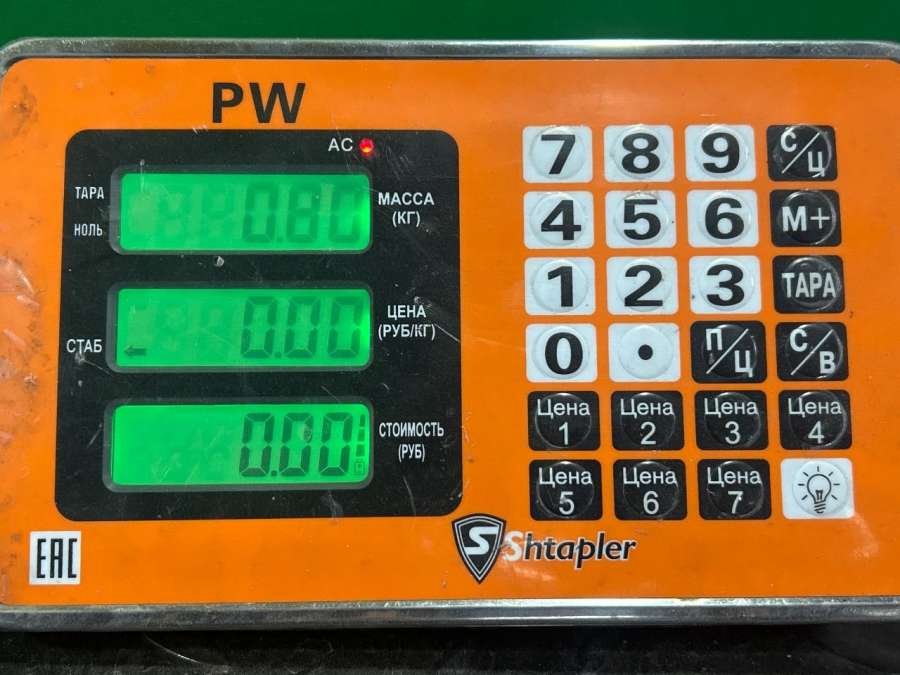 PW
AC
ТАРА
НОЛЬ
0.80
МАССА
(КГ)
СТАБ
0.00
ЦЕНА
(РУБ/КГ)
0.00
СТОИМОСТЬ
(РУБ)
7 8 9 С/Ц
4 5 6 М+
1 2 3 ТАРА
0 • П/Ц С/В
Цена 1 Цена 2 Цена 3 Цена 4
Цена 5 Цена 6 Цена 7
EAC
S Shtapler